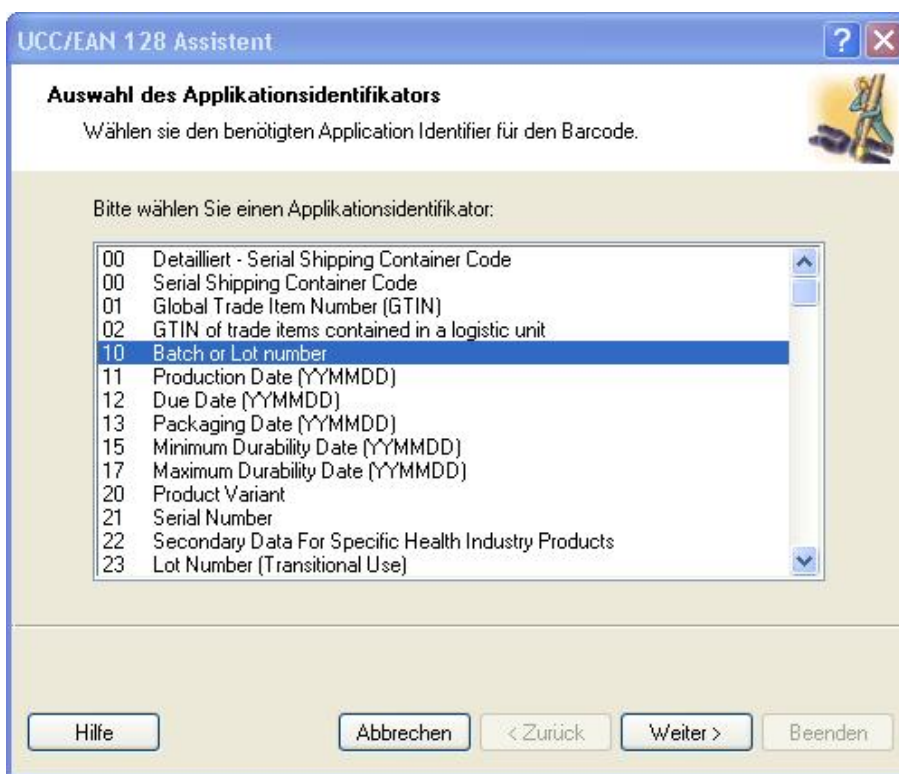 UCC/EAN 128 Assistent
Auswahl des Applikationsidentifikators
Wählen sie den benötigten Application Identifier für den Barcode.
Bitte wählen Sie einen Applikationsidentifikator:
00 Detailliert - Serial Shipping Container Code
00 Serial Shipping Container Code
01 Global Trade Item Number (GTIN)
02 GTIN of trade items contained in a logistic unit
10 Batch or Lot number
11 Production Date (YYMMDD)
12 Due Date (YYMMDD)
13 Packaging Date (YYMMDD)
15 Minimum Durability Date (YYMMDD)
17 Maximum Durability Date (YYMMDD)
20 Product Variant
21 Serial Number
22 Secondary Data For Specific Health Industry Products
23 Lot Number (Transitional Use)
Hilfe Abbrechen < Zurück Weiter > Beenden